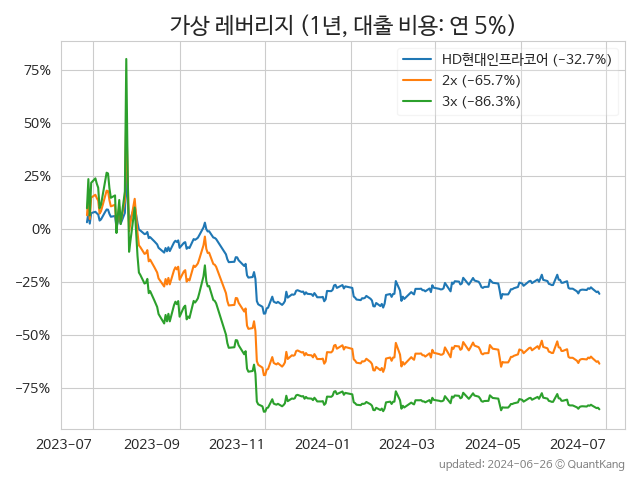 가상 레버리지 (1년, 대출 비용: 연 5%)
HD현대인프라코어 (−32.7%)
2x (−65.7%)
3x (−86.3%)
75%
50%
25%
0%
−25%
−50%
−75%
2023-07
2023-09
2023-11
2024-01
2024-03
2024-05
2024-07
updated: 2024-06-26 © QuantKang